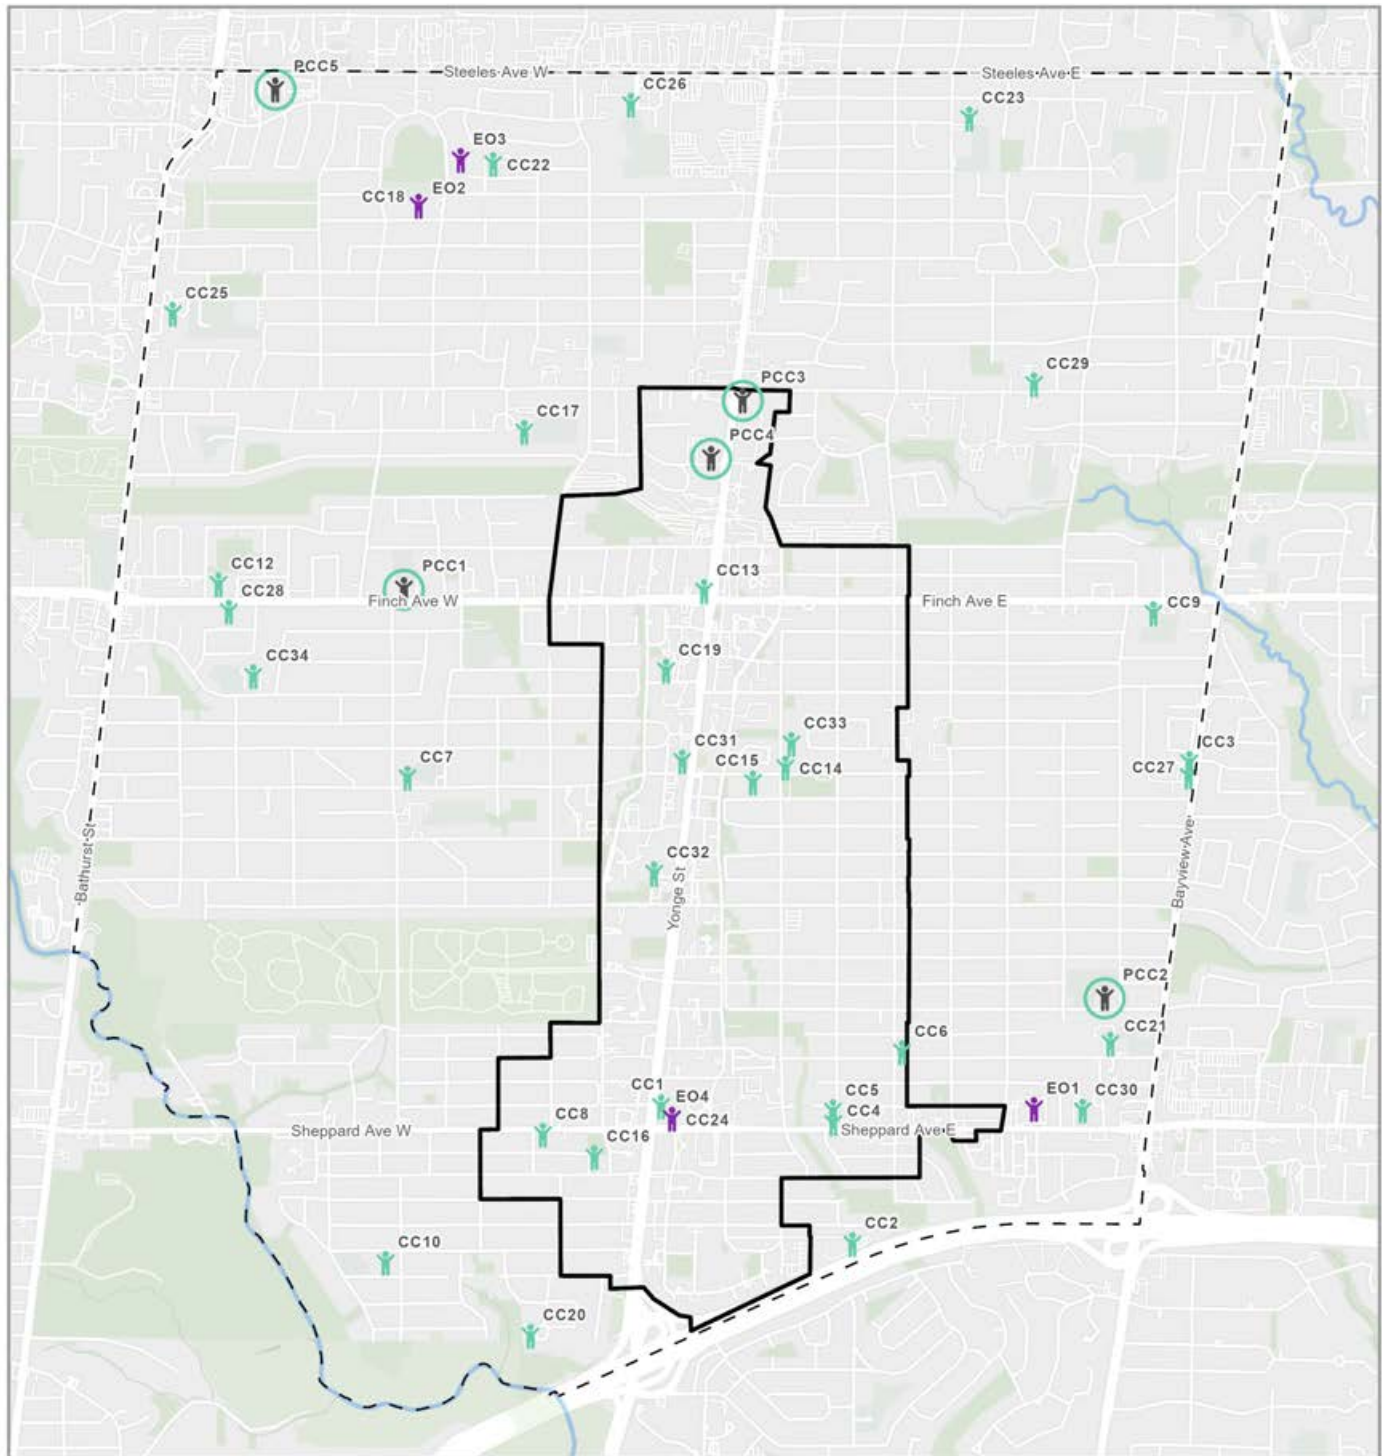 PCC5
Steeles Ave W
Steeles Ave E
CC26
CC23
EO3
CC22
CC18
EO2
CC25
PCC3
CC29
CC17
PCC4
CC12
PCC1
CC13
CC28
Finch Ave W
Finch Ave E
CC9
CC34
CC19
CC33
CC31
CC15
CC14
CC3
CC27
CC7
Bathurst St
CC32
Yonge St
Bayview Ave
PCC2
CC6
CC21
CC1
EO4
CC5
EO1
CC30
CC8
CC24
CC4
Sheppard Ave W
Sheppard Ave E
CC16
CC2
CC10
CC20